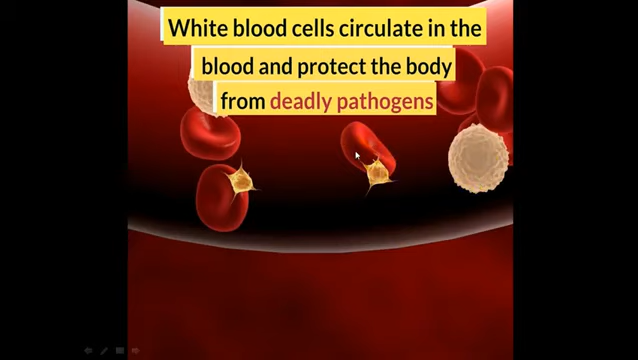 White blood cells circulate in the
blood and protect the body
from deadly pathogens